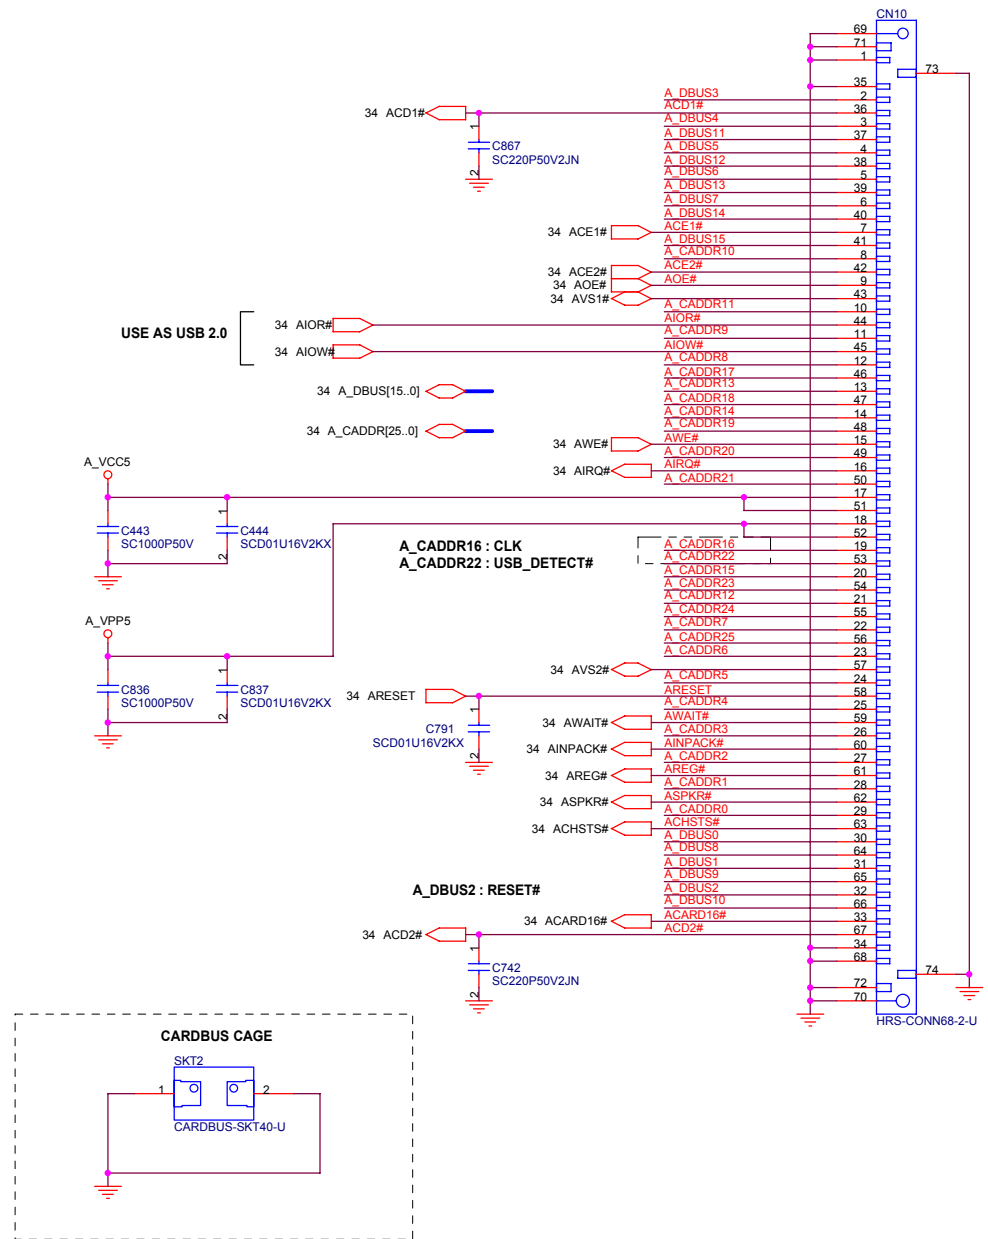 CN10
69
71
1
73
35
A_DBUS3 2
34 ACD1# ACD1# 36
A_DBUS4 3
1
A_DBUS11 37
C867
A_DBUS5 4
SC220P50V2JN
A_DBUS12 38
2
A_DBUS6 5
A_DBUS13 39
A_DBUS7 6
A_DBUS14 40
34 ACE1# ACE1# 7
A_DBUS15 41
A_CADDR10 8
34 ACE2# ACE2# 42
34 AOE# AOE# 9
34 AVS1# 43
A_CADDR11 10
USE AS USB 2.0
34 AIOR# AIOR# 44
A_CADDR9 11
34 AIOW# AIOW# 45
A_CADDR8 12
A_CADDR17 46
34 A_DBUS[15..0]
A_CADDR13 13
A_CADDR18 47
A_CADDR14 14
34 A_CADDR[25..0]
A_CADDR19 48
34 AWE# AWE# 15
A_CADDR20 49
34 AIRQ# AIRQ# 16
A_CADDR21 50
A_VCC5
17
51
18
1
C443
SC1000P50V
C444
SCD01U16V2KX
2
52
A_CADDR16 : CLK
A_CADDR22 : USB_DETECT#
A_CADDR16 19
A_CADDR22 53
A_CADDR15 20
A_CADDR23 54
A_CADDR12 21
A_CADDR24 55
A_CADDR7 22
A_CADDR25 56
A_CADDR6 23
A_VPP5
34 AVS2# 57
A_CADDR5 24
1
C836
SC1000P50V
C837
SCD01U16V2KX
2
34 ARESET ARESET 58
A_CADDR4 25
1
C791
SCD01U16V2KX
2
34 AWAIT# AWAIT# 59
A_CADDR3 26
34 AINPACK# AINPACK# 60
A_CADDR2 27
34 AREG# AREG# 61
A_CADDR1 28
34 ASPKR# ASPKR# 62
A_CADDR0 29
34 ACHSTS# ACHSTS# 63
A_DBUS0 30
A_DBUS8 64
A_DBUS1 31
A_DBUS9 65
A_DBUS2 : RESET#
A_DBUS2 32
A_DBUS10 66
34 ACARD16# ACARD16# 33
34 ACD2# ACD2# 67
34
1
C742
SC220P50V2JN
2
68
74
72
70
HRS-CONN68-2-U
CARDBUS CAGE
SKT2
1 2
CARDBUS-SKT40-U